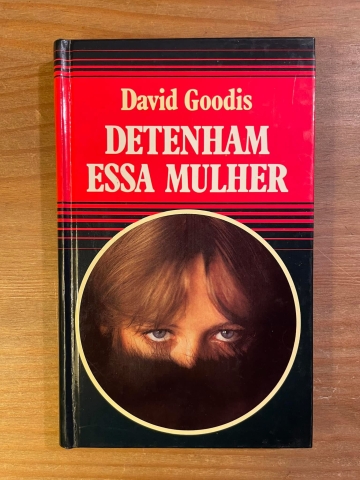 David Goodis
DETENHAM
ESSA MULHER